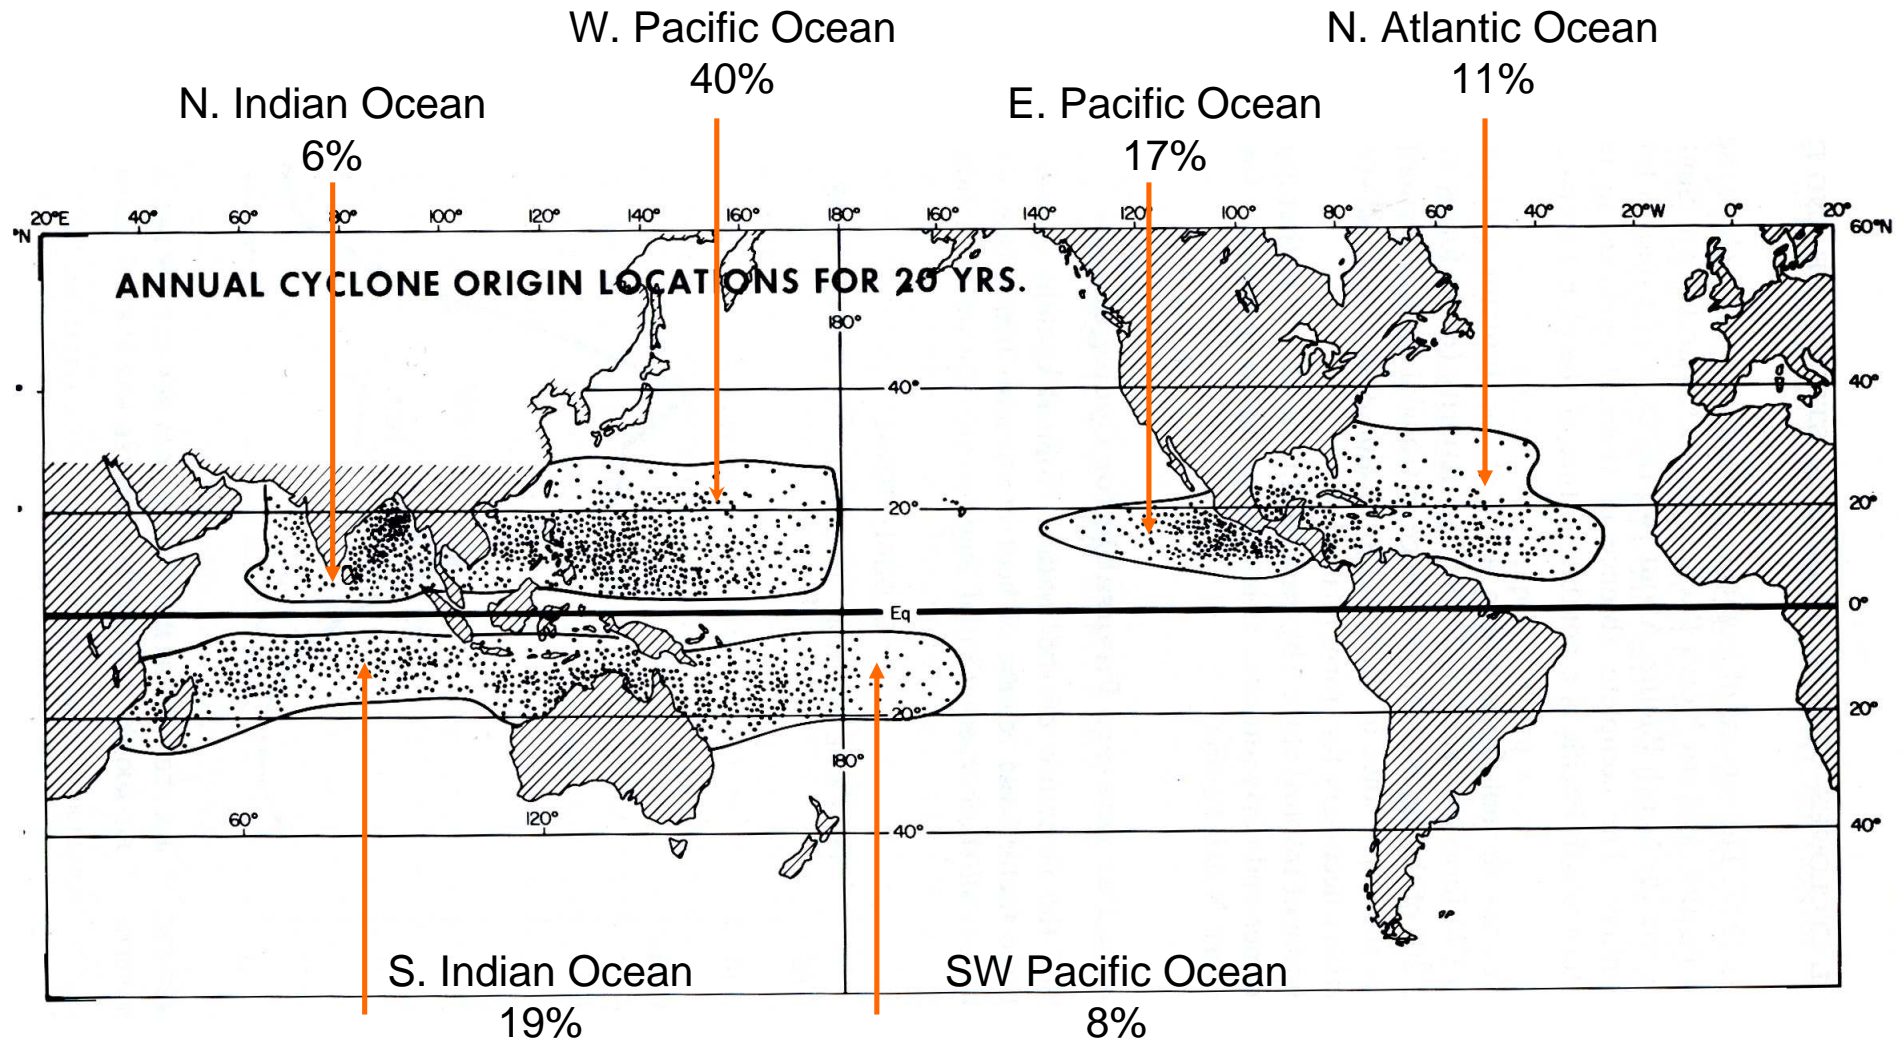 W. Pacific Ocean
40%
N. Atlantic Ocean
11%
N. Indian Ocean
6%
E. Pacific Ocean
17%
20°E 40° 60° 80° 100° 120° 140° 160° 180° 160° 140° 120° 100° 80° 60° 40° 20°W 0° 20°
°N
60°N
ANNUAL CYCLONE ORIGIN LOCATIONS FOR 20 YRS.
180°
40°
40°
20°
20°
Eq
0°
20°
20°
180°
60°
120°
40°
40°
S. Indian Ocean
19%
SW Pacific Ocean
8%